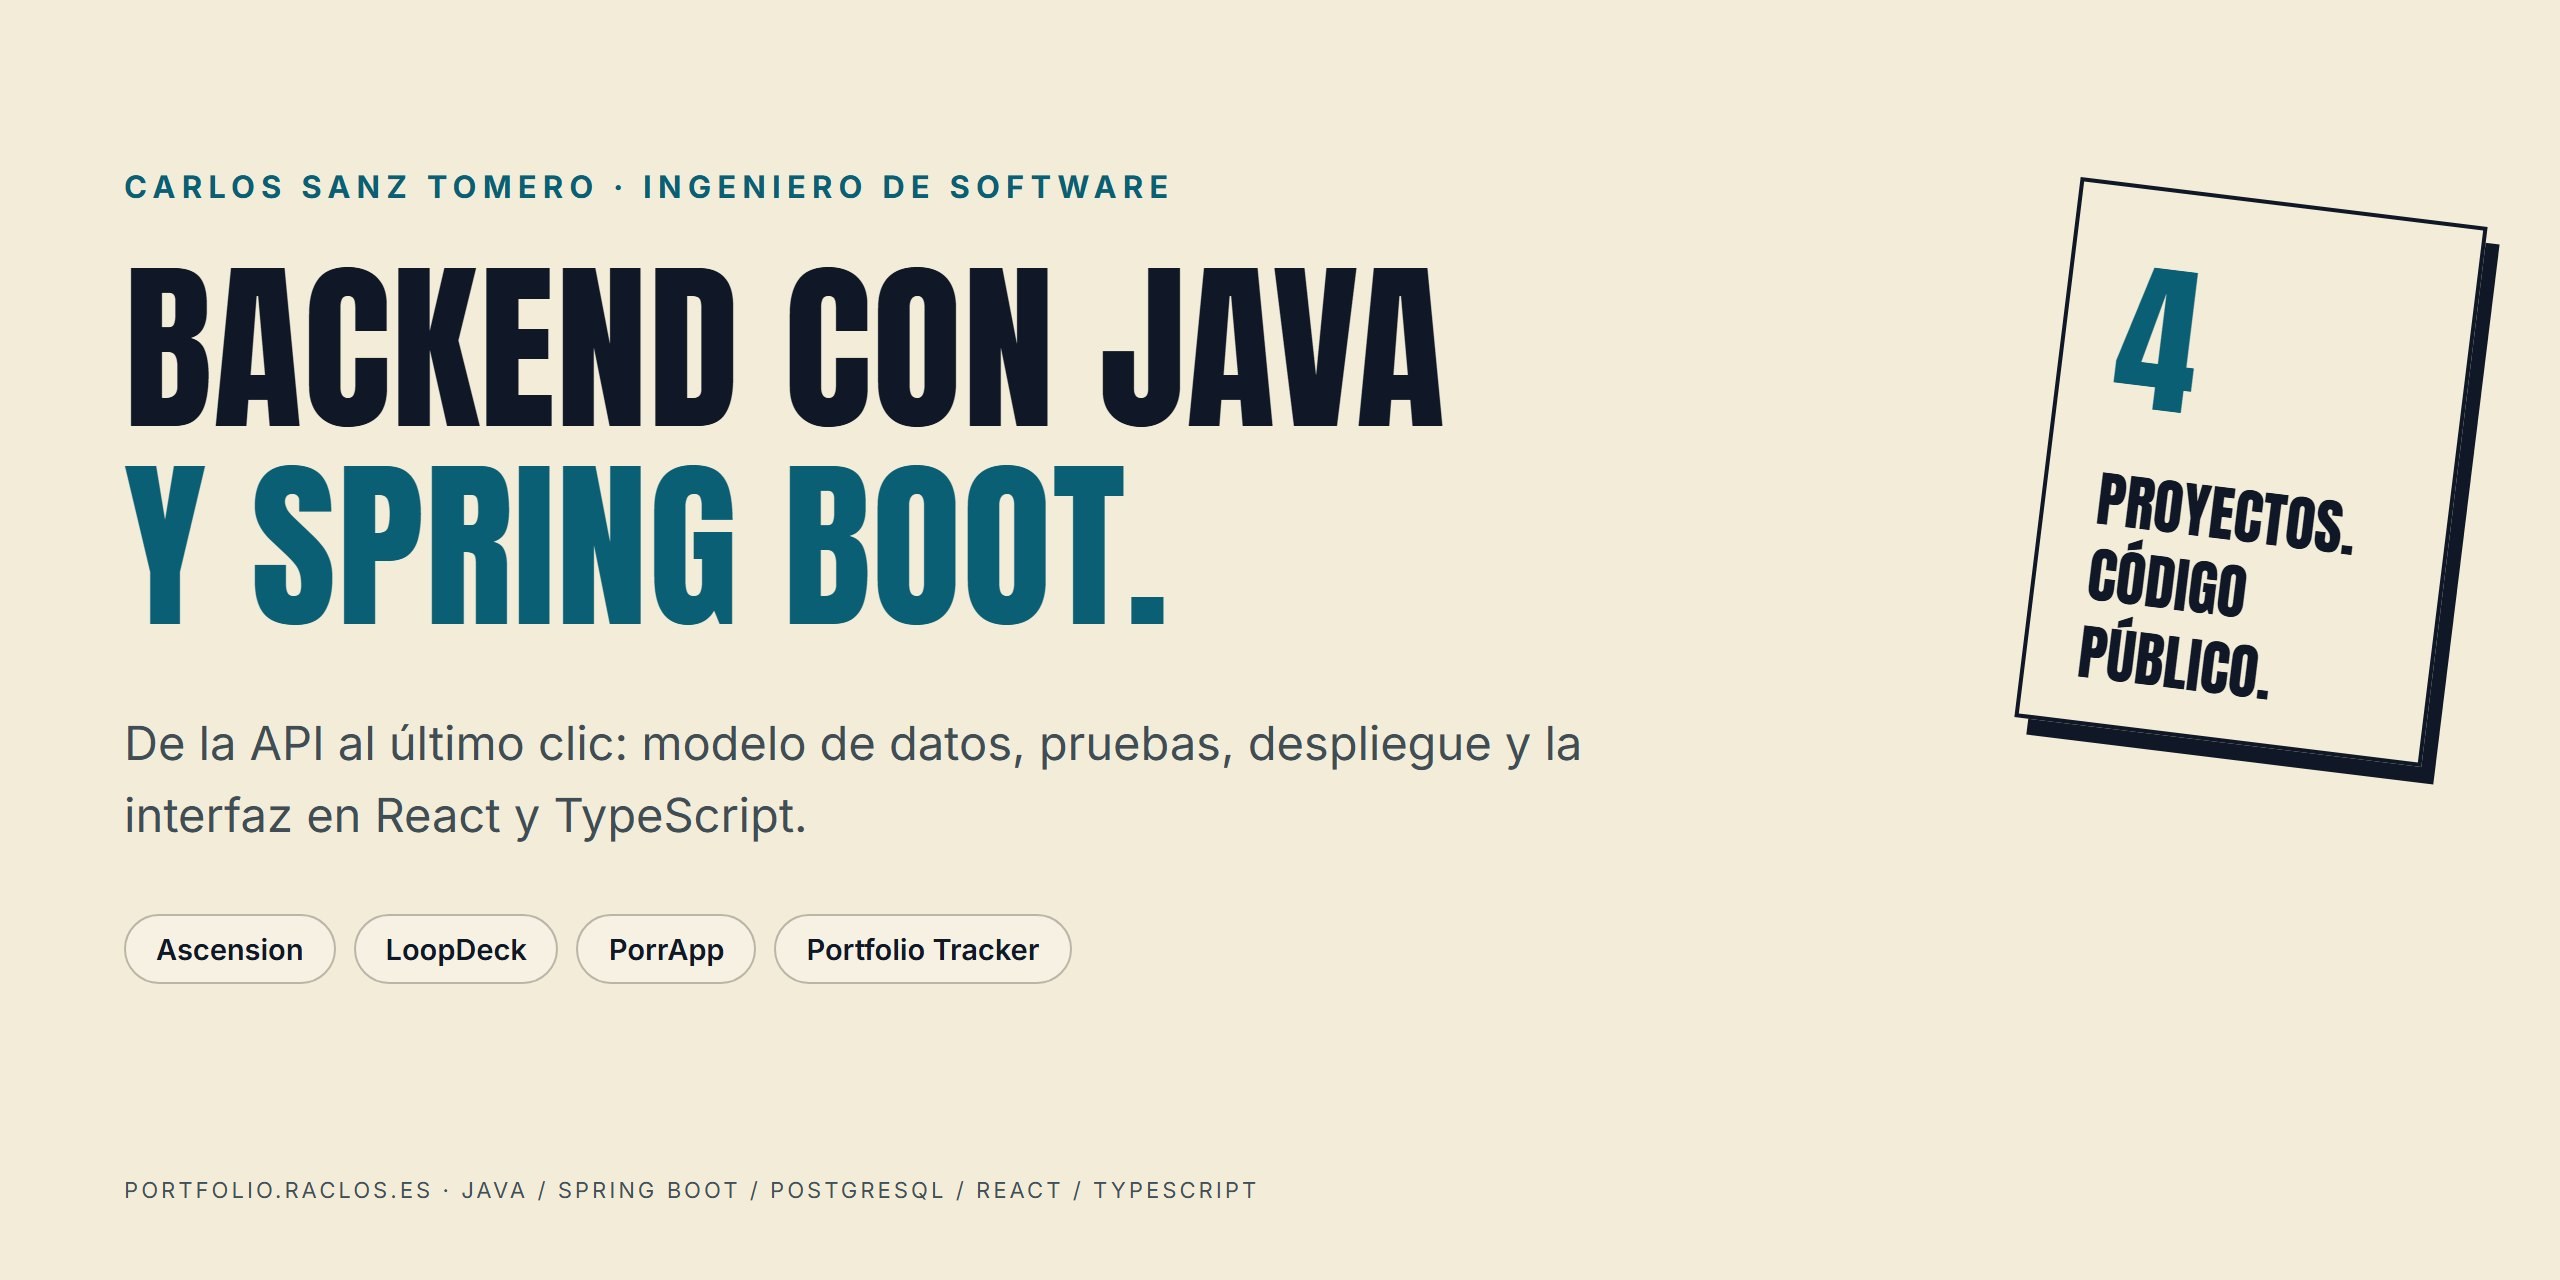 CARLOS SANZ TOMERO · INGENIERO DE SOFTWARE
BACKEND CON JAVA
Y SPRING BOOT.
De la API al último clic: modelo de datos, pruebas, despliegue y la
interfaz en React y TypeScript.
Ascension
LoopDeck
PorrApp
Portfolio Tracker
4
PROYECTOS.
CÓDIGO
PÚBLICO.
PORTFOLIO.RACLOS.ES · JAVA / SPRING BOOT / POSTGRESQL / REACT / TYPESCRIPT